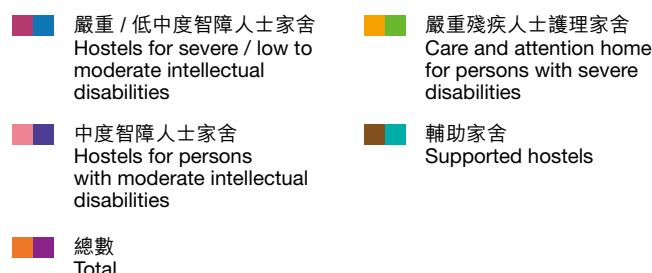 嚴重 / 低中度智障人士家舍
Hostels for severe / low to
moderate intellectual
disabilities
嚴重殘疾人士護理家舍
Care and attention home
for persons with severe
disabilities
中度智障人士家舍
Hostels for persons
with moderate intellectual
disabilities
輔助家舍
Supported hostels
總數
Total